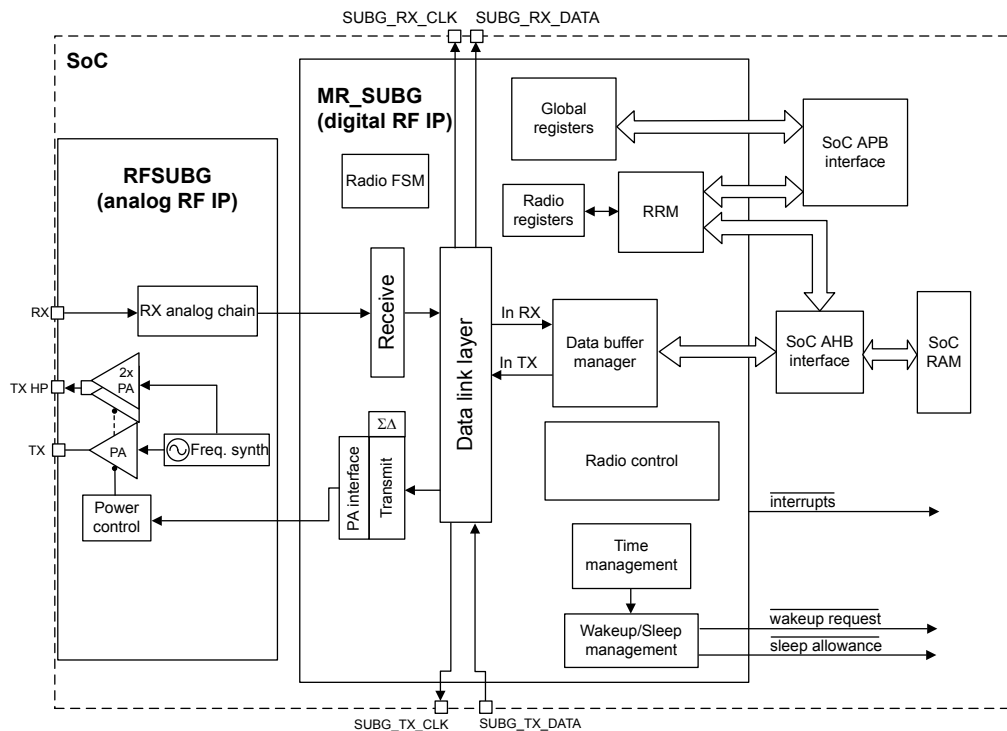 SUBG_RX_CLK
SUBG_RX_DATA
SoC
MR_SUBG
(digital RF IP)
Global
registers
SoC APB
interface
RFSUBG
(analog RF IP)
Radio FSM
Radio
registers
RRM
RX
RX analog chain
Receive
Data link layer
In RX
In TX
Data buffer
manager
SoC AHB
interface
SoC
RAM
TX HP
2x
PA
TX
PA
Freq. synth
ΣΔ
PA interface
Transmit
Radio control
Power
control
interrupts
Time
management
Wakeup/Sleep
management
wakeup request
sleep allowance
SUBG_TX_CLK
SUBG_TX_DATA